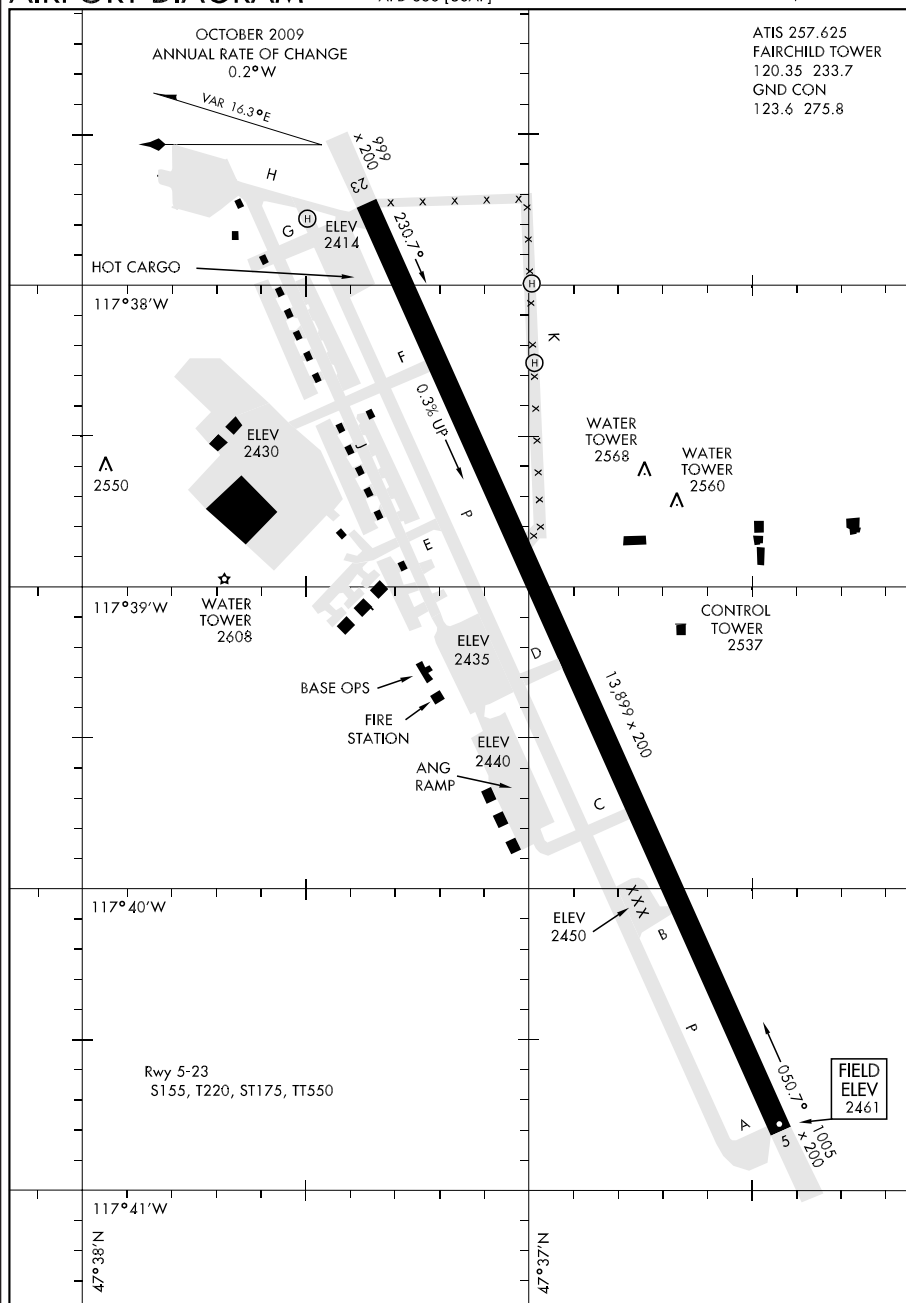 AIRPORT DIAGRAM
OCTOBER 2009
ANNUAL RATE OF CHANGE
0.2° W
VAR 16.3° E
ATIS 257.625
FAIRCHILD TOWER
120.35 233.7
GND CON
123.6 275.8
999
x 200
23
H
G
H
ELEV
2414
230.7°
HOT CARGO
117°38'W
H
K
H
F
0.3% UP
J
ELEV
2430
2550
WATER
TOWER
2568
WATER
TOWER
2560
P
E
117°39'W
WATER
TOWER
2608
CONTROL
TOWER
2537
ELEV
2435
D
BASE OPS
FIRE
STATION
13,899 x 200
ELEV
2440
ANG
RAMP
C
117°40'W
X X X
ELEV
2450
B
P
Rwy 5-23
S155, T220, ST175, TT550
050.7°
FIELD
ELEV
2461
A
5
1005
x 200
117°41'W
47°38'N
47°37'N